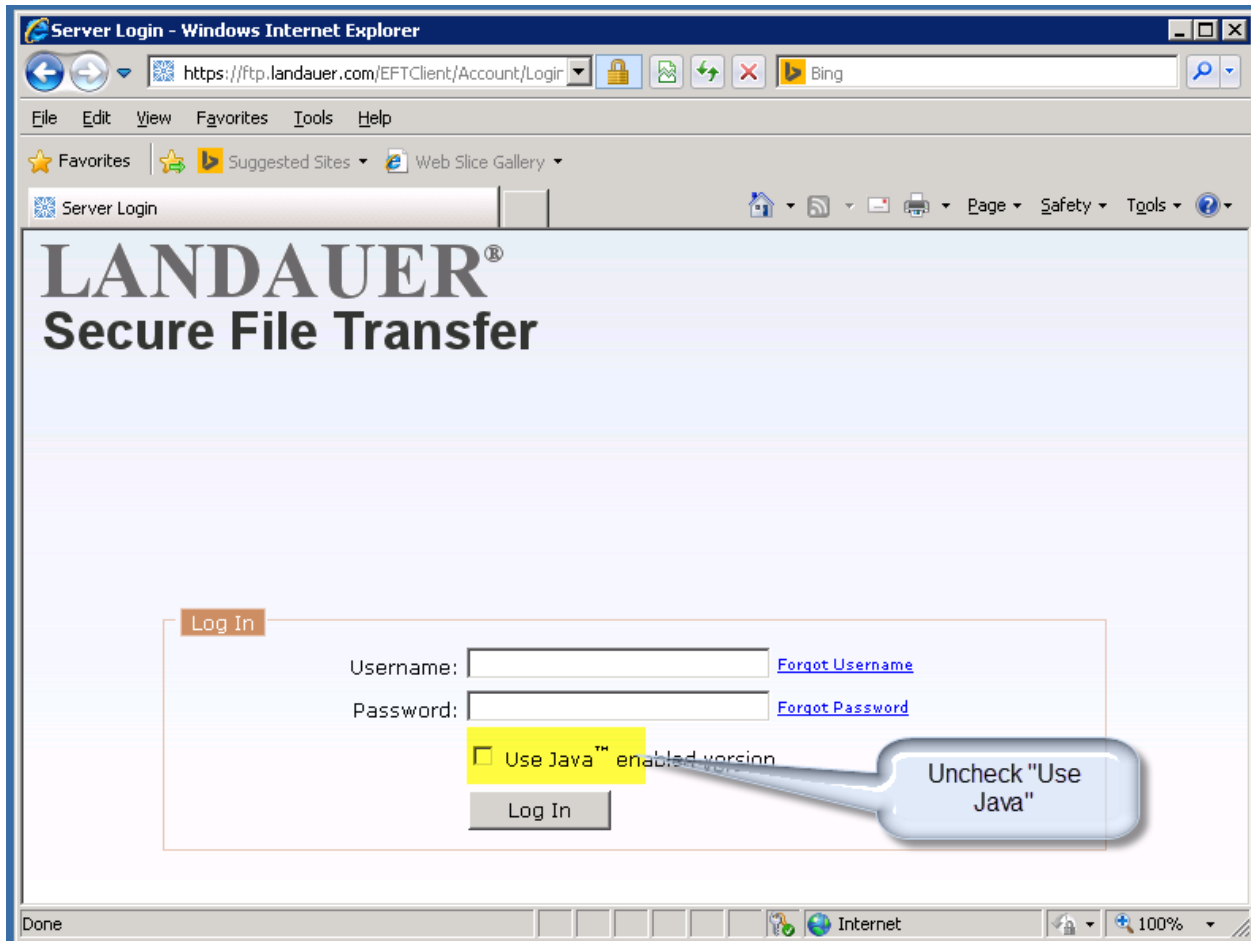 Server Login - Windows Internet Explorer
https://ftp.landauer.com/EFTClient/Account/Login
Bing
File Edit View Favorites Tools Help
Favorites Suggested Sites Web Slice Gallery
Server Login Page Safety Tools
LANDAUER®
Secure File Transfer
Log In
Username: Forgot Username
Password: Forgot Password
Use Java™ enabled version
Uncheck "Use
Java"
Log In
Done Internet 100%